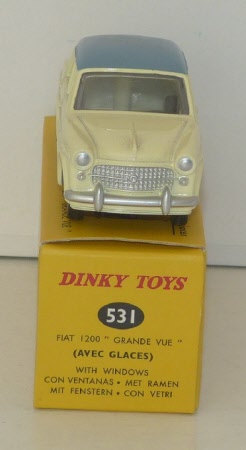 DINKY TOYS
531
FIAT 1200 " GRANDE VUE "
(AVEC GLACES)
WITH WINDOWS
CON VENTANAS • MET RAMEN
MIT FENSTERN • CON VETRI